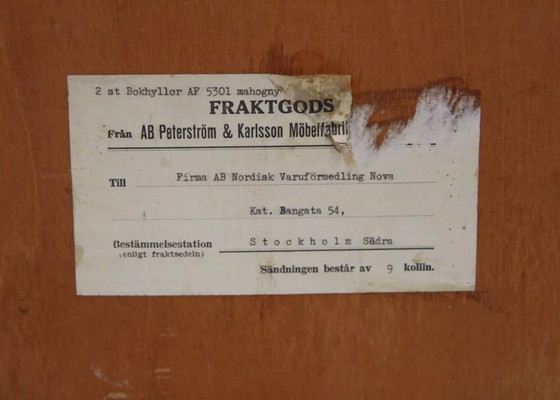 2 st Bokhyllor AF 5301 mahogny
FRAKTGODS
Från AB Peterström & Karlsson Möbelfabrik
Till Firma AB Nordisk Varuförmedling Nova
Kat. Bangata 54,
Bestämmelsestation Stockholm Södra
(enligt fraktsedeln)
Sändningen består av 9 kollin.